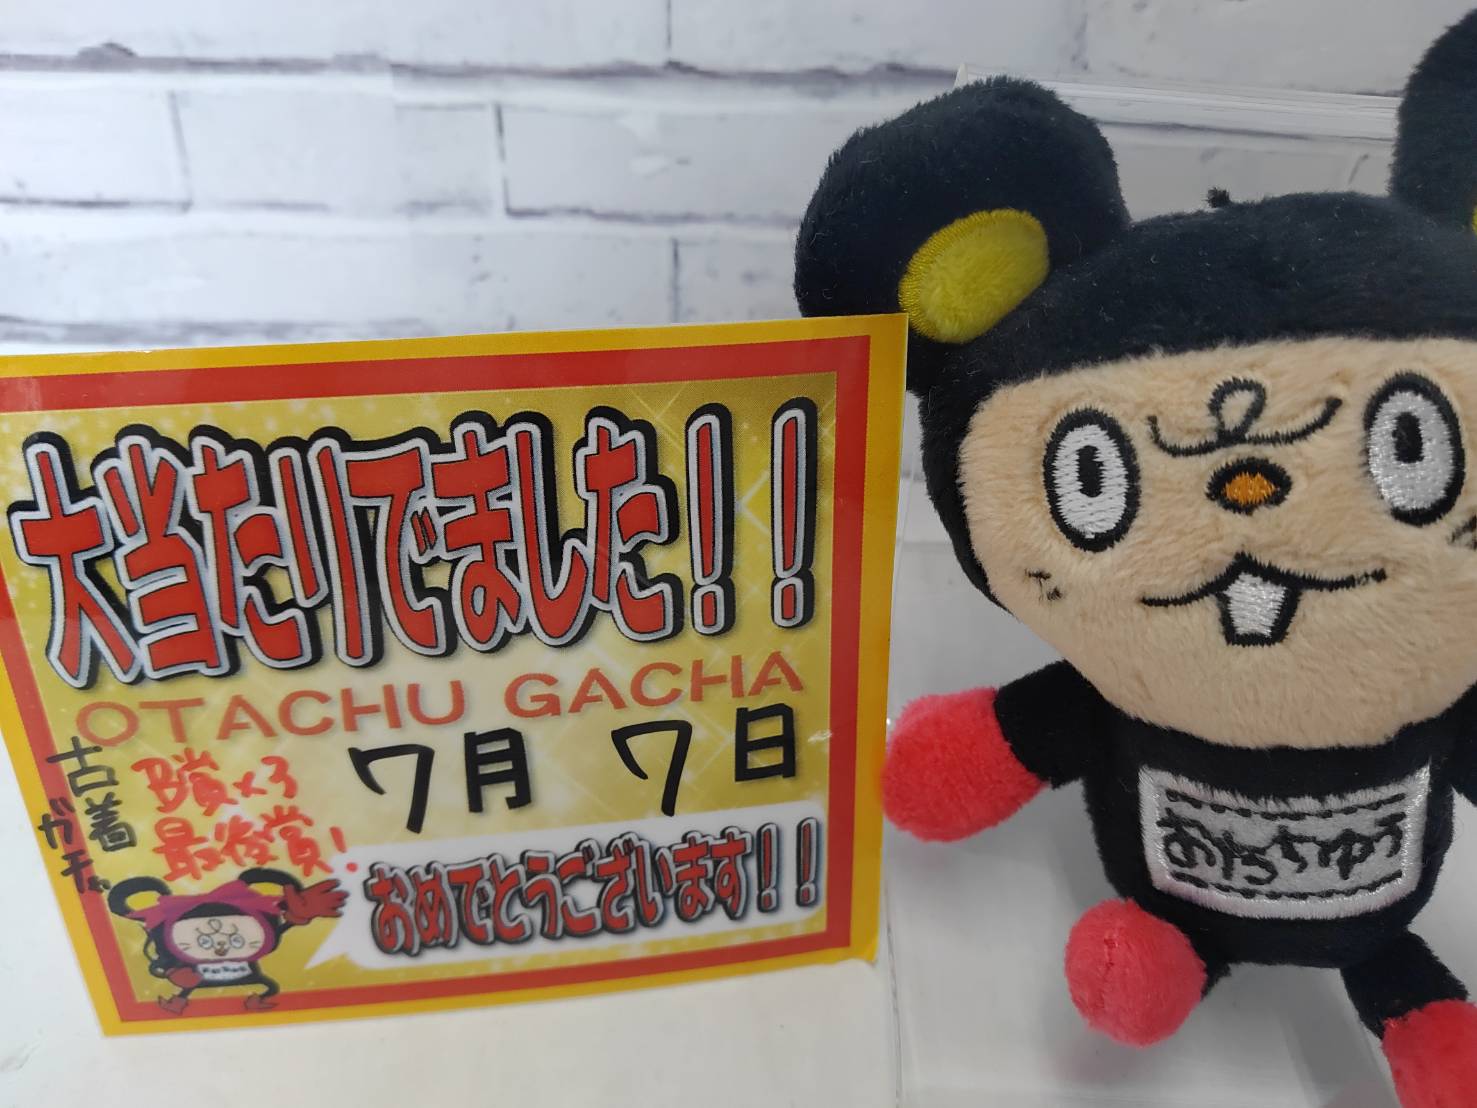 大当たりでました!!
OTACHU GACHA
7月 7日
古着
ガチャ
B賞×3
最後賞!
おめでとうございます!!
おたちゅう